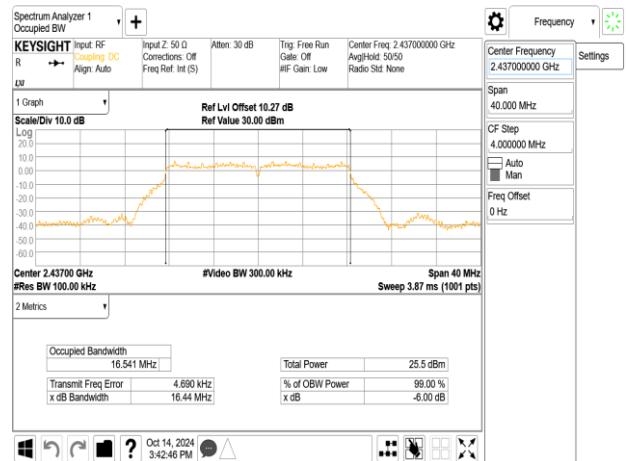 Spectrum Analyzer 1
Occupied BW
Frequency
KEYSIGHT
R
LXI
Input: RF
Coupling: DC
Align: Auto
Input Z: 50 Ω
Corrections: Off
Freq Ref: Int (S)
Atten: 30 dB
Trig: Free Run
Gate: Off
#IF Gain: Low
Center Freq: 2.437000000 GHz
Avg|Hold: 50/50
Radio Std: None
Center Frequency
2.437000000 GHz
Settings
Span
40.000 MHz
CF Step
4.000000 MHz
Auto
Man
Freq Offset
0 Hz
1 Graph
Scale/Div 10.0 dB
Ref Lvl Offset 10.27 dB
Ref Value 30.00 dBm
Log
20.0
10.0
0.00
-10.0
-20.0
-30.0
-40.0
-50.0
-60.0
Center 2.43700 GHz
#Res BW 100.00 kHz
#Video BW 300.00 kHz
Span 40 MHz
Sweep 3.87 ms (1001 pts)
2 Metrics
Occupied Bandwidth
16.541 MHz
Total Power 25.5 dBm
Transmit Freq Error 4.690 kHz
% of OBW Power 99.00 %
x dB Bandwidth 16.44 MHz
x dB -6.00 dB
Oct 14, 2024
3:42:46 PM